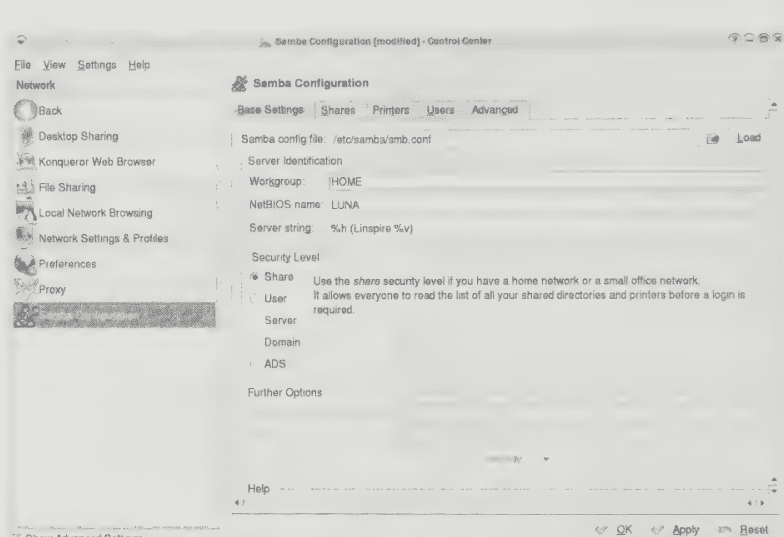 Samba Configuration [modified] - Control Center
File View Settings Help
Network
Back
Desktop Sharing
Konqueror Web Browser
File Sharing
Local Network Browsing
Network Settings & Profiles
Preferences
Proxy
Samba Configuration
Base Settings Shares Printers Users Advanced
Samba config file: /etc/samba/smb.conf Load
Server Identification
Workgroup: HOME
NetBIOS name: LUNA
Server string: %h (Linspire %v)
Security Level
Share
User
Server
Domain
ADS
Use the share security level if you have a home network or a small office network.
It allows everyone to read the list of all your shared directories and printers before a login is
required.
Further Options
Help
OK Apply Reset